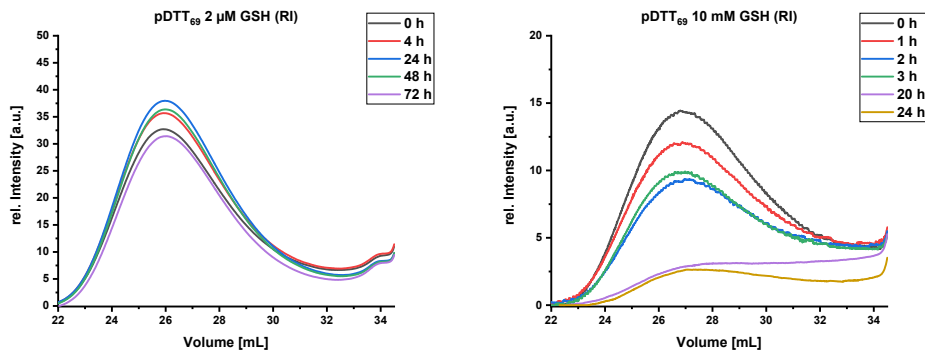 pDTT69 2 µM GSH (RI)
0 h
4 h
24 h
48 h
72 h
rel. Intensity [a.u.]
50
45
40
35
30
25
20
15
10
5
0
22 24 26 28 30 32 34
Volume [mL]
pDTT69 10 mM GSH (RI)
0 h
1 h
2 h
3 h
20 h
24 h
rel. Intensity [a.u.]
20
15
10
5
0
22 24 26 28 30 32 34
Volume [mL]